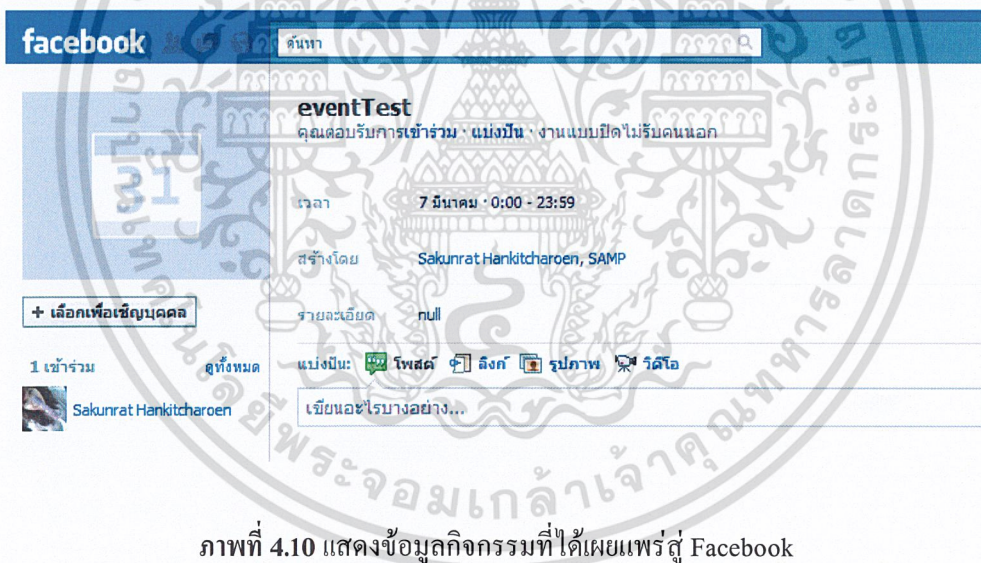 facebook
ค้นหา
31
eventTest
คุณตอบรับการเข้าร่วม · แบ่งปัน · งานแบบปิดไม่รับคนนอก
เวลา 7 มีนาคม · 0:00 - 23:59
สร้างโดย Sakunrat Hankitcharoen, SAMP
+ เลือกเพื่อเชิญบุคคล
รายละเอียด null
1 เข้าร่วม ดูทั้งหมด
แบ่งปัน: โพสต์ ลิงก์ รูปภาพ วิดีโอ
Sakunrat Hankitcharoen
เขียนอะไรบางอย่าง...
พระจอมเกล้าเจ้าคุณทหารลาดกระบัง
ภาพที่ 4.10 แสดงข้อมูลกิจกรรมที่ได้เผยแพร่สู่ Facebook